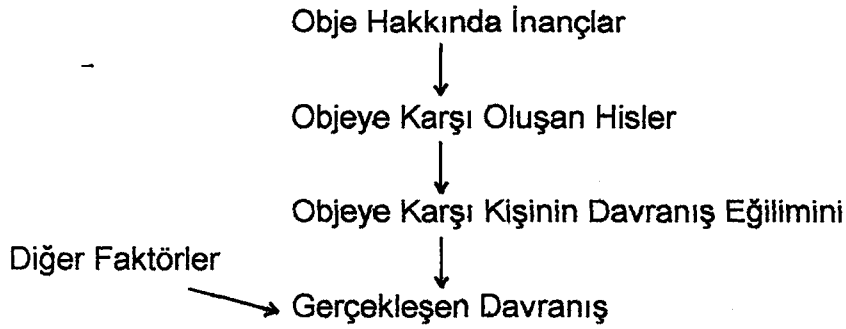 Obje Hakkında İnançlar
Objeye Karşı Oluşan Hisler
Objeye Karşı Kişinin Davranış Eğilimini
Diğer Faktörler
Gerçekleşen Davranış